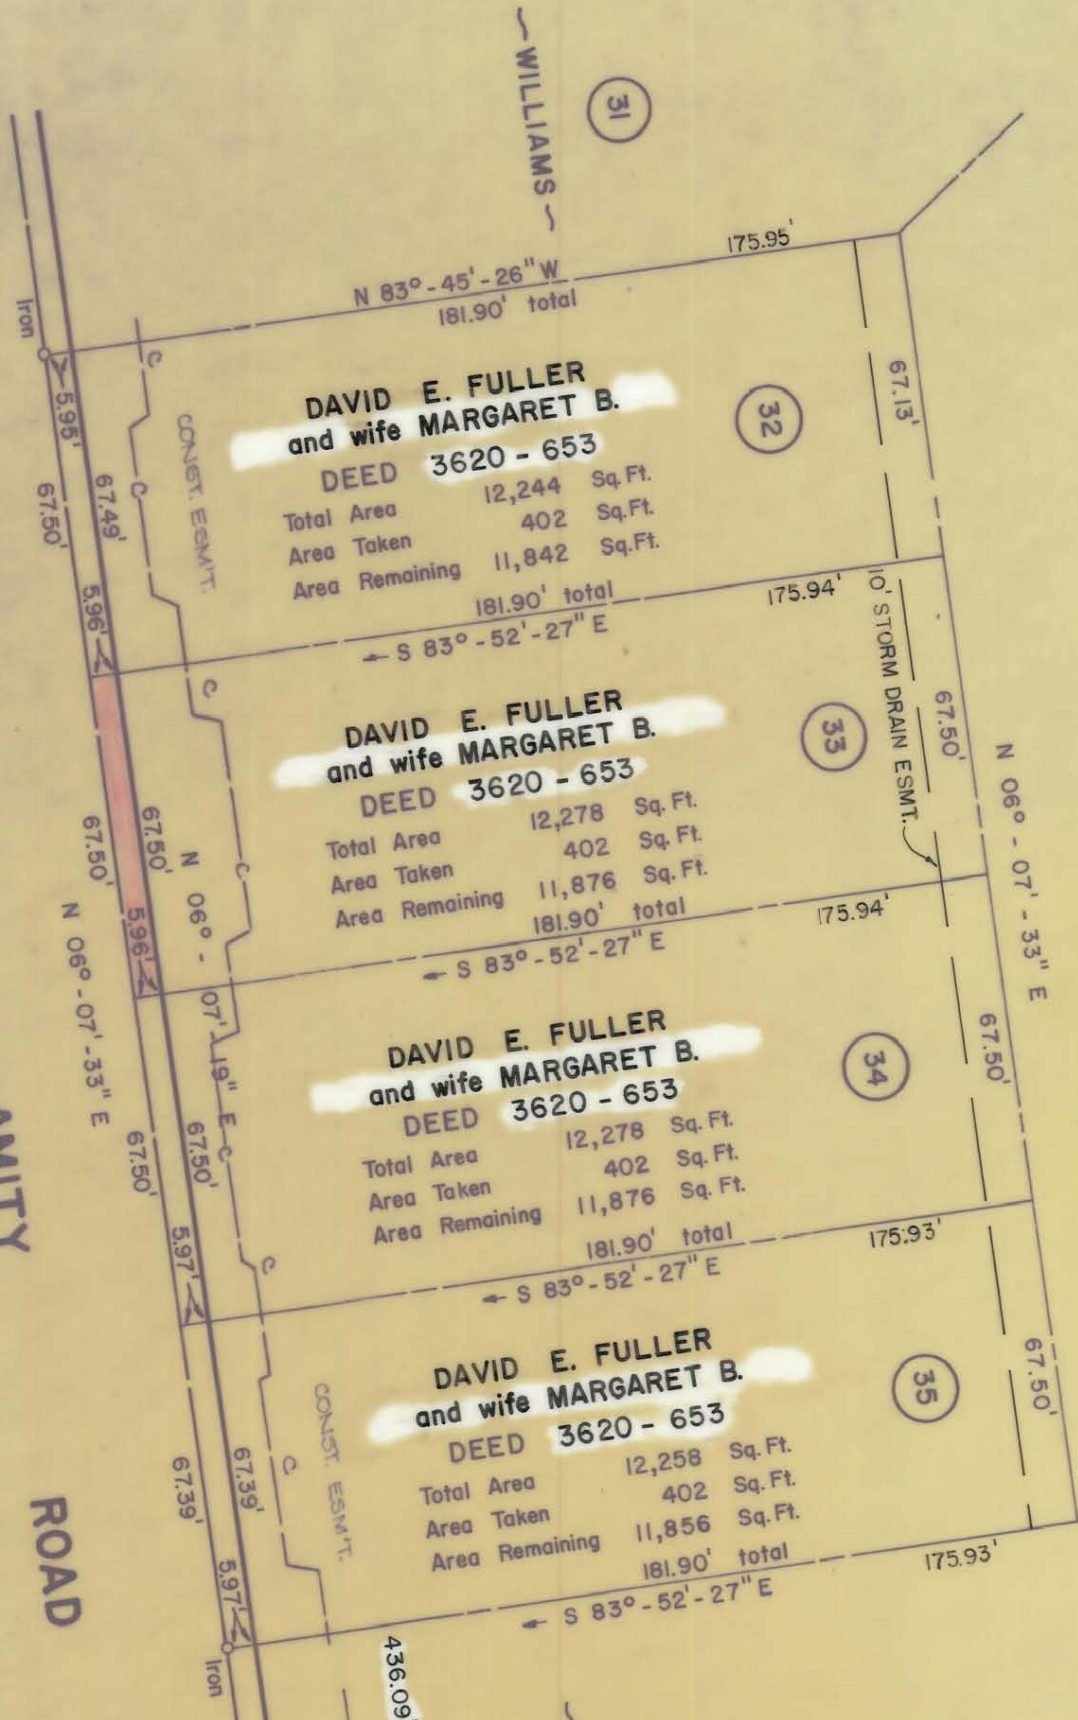 ~WILLIAMS~
31
175.95'
N 83° - 45' - 26" W
181.90' total
Iron
5.95'
67.49'
67.50'
5.96'
C
C
CONST. ESM'T.
DAVID E. FULLER
and wife MARGARET B.
DEED 3620 - 653
Total Area 12,244 Sq. Ft.
Area Taken 402 Sq. Ft.
Area Remaining 11,842 Sq. Ft.
32
67.13'
181.90' total
175.94'
S 83° - 52' - 27" E
10' STORM DRAIN ESMT.
C
DAVID E. FULLER
and wife MARGARET B.
DEED 3620 - 653
Total Area 12,278 Sq. Ft.
Area Taken 402 Sq. Ft.
Area Remaining 11,876 Sq. Ft.
33
67.50'
N 06° - 07' - 33" E
67.50'
67.50'
5.96'
C
N 06° - 07' - 19" E
N 06° - 07' - 33" E
181.90' total
175.94'
S 83° - 52' - 27" E
DAVID E. FULLER
and wife MARGARET B.
DEED 3620 - 653
Total Area 12,278 Sq. Ft.
Area Taken 402 Sq. Ft.
Area Remaining 11,876 Sq. Ft.
34
67.50'
67.50'
67.50'
5.97'
C
C
181.90' total
175.93'
S 83° - 52' - 27" E
DAVID E. FULLER
and wife MARGARET B.
DEED 3620 - 653
Total Area 12,258 Sq. Ft.
Area Taken 402 Sq. Ft.
Area Remaining 11,856 Sq. Ft.
35
67.50'
CONST. ESM'T.
C
67.39'
67.39'
5.97'
Iron
181.90' total
175.93'
S 83° - 52' - 27" E
436.09'
AMITY ROAD